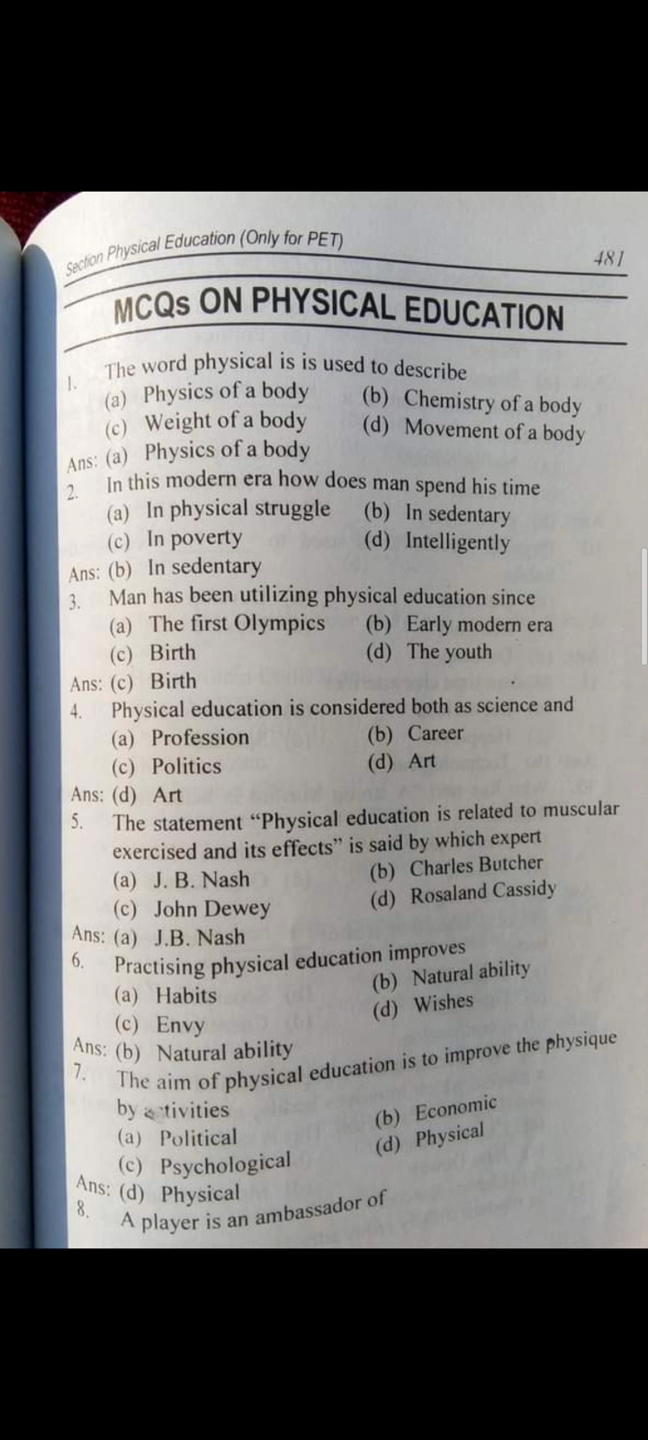 Section Physical Education (Only for PET) 481
MCQs ON PHYSICAL EDUCATION
1. The word physical is is used to describe
(a) Physics of a body (b) Chemistry of a body
(c) Weight of a body (d) Movement of a body
Ans: (a) Physics of a body
2. In this modern era how does man spend his time
(a) In physical struggle (b) In sedentary
(c) In poverty (d) Intelligently
Ans: (b) In sedentary
3. Man has been utilizing physical education since
(a) The first Olympics (b) Early modern era
(c) Birth (d) The youth
Ans: (c) Birth
4. Physical education is considered both as science and
(a) Profession (b) Career
(c) Politics (d) Art
Ans: (d) Art
5. The statement “Physical education is related to muscular
exercised and its effects” is said by which expert
(a) J. B. Nash (b) Charles Butcher
(c) John Dewey (d) Rosaland Cassidy
Ans: (a) J.B. Nash
6. Practising physical education improves
(a) Habits (b) Natural ability
(c) Envy (d) Wishes
Ans: (b) Natural ability
7. The aim of physical education is to improve the physique
by activities
(a) Political (b) Economic
(c) Psychological (d) Physical
Ans: (d) Physical
8. A player is an ambassador of